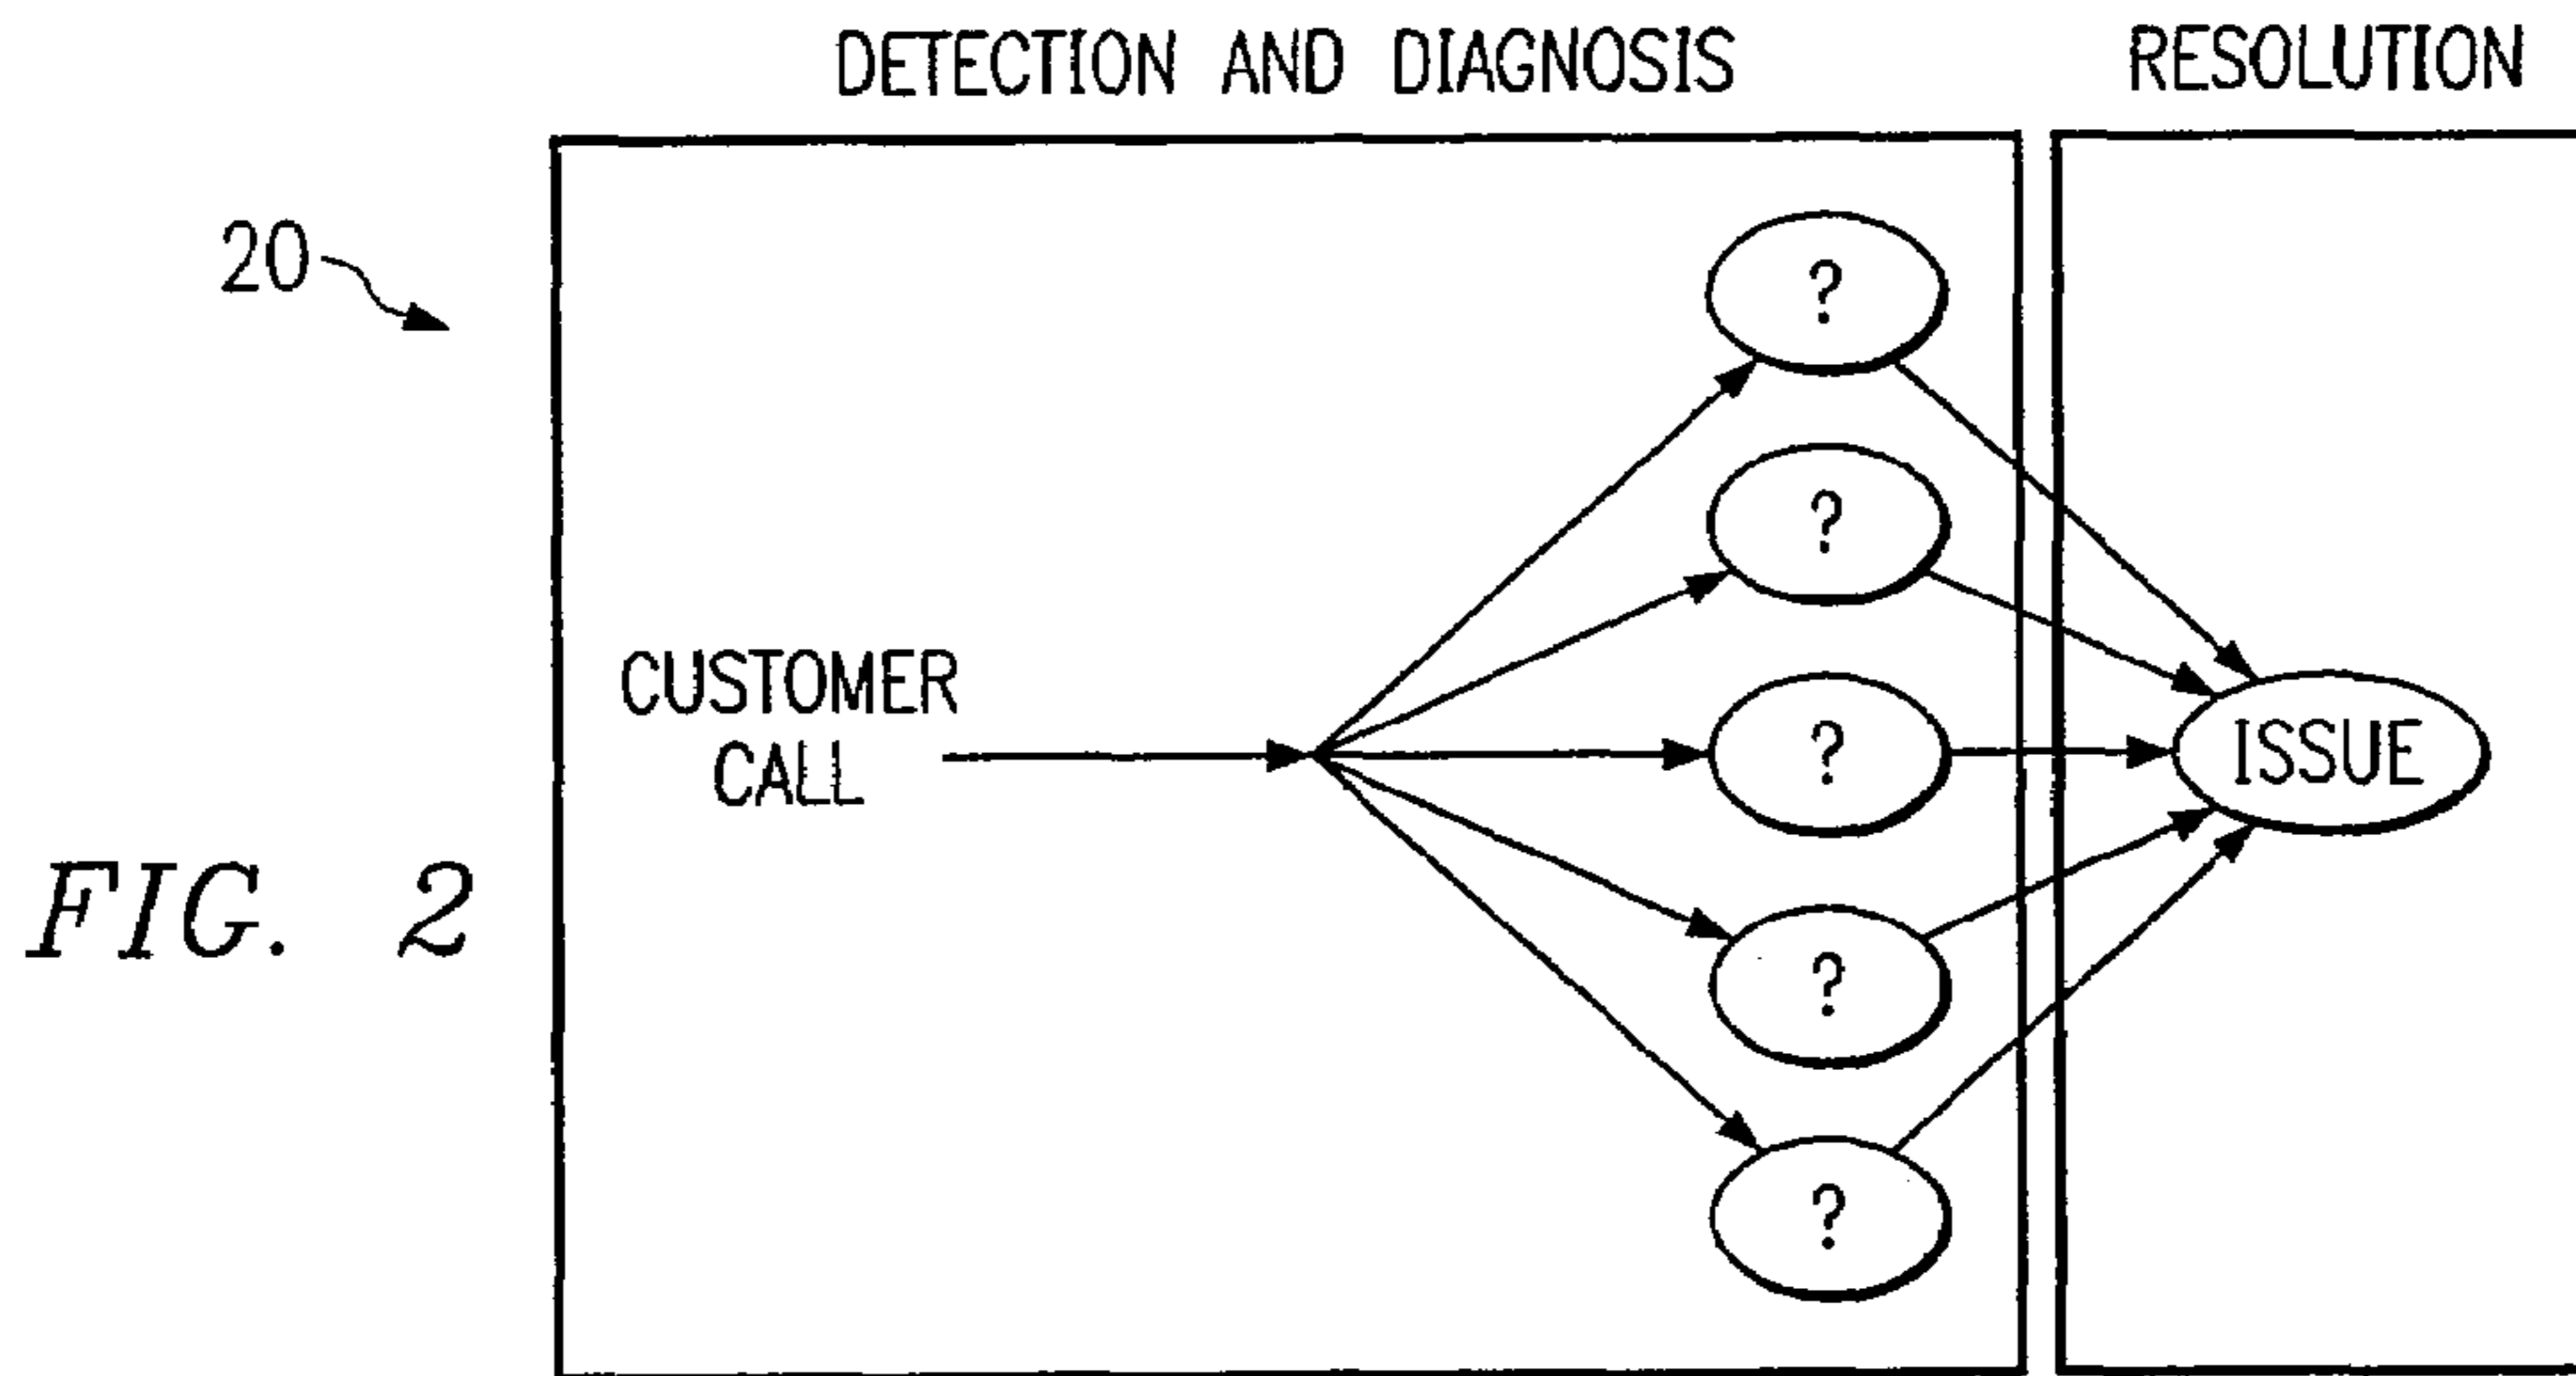 DETECTION AND DIAGNOSIS
RESOLUTION
20
?
?
CUSTOMER
CALL
?
ISSUE
FIG. 2
?
?